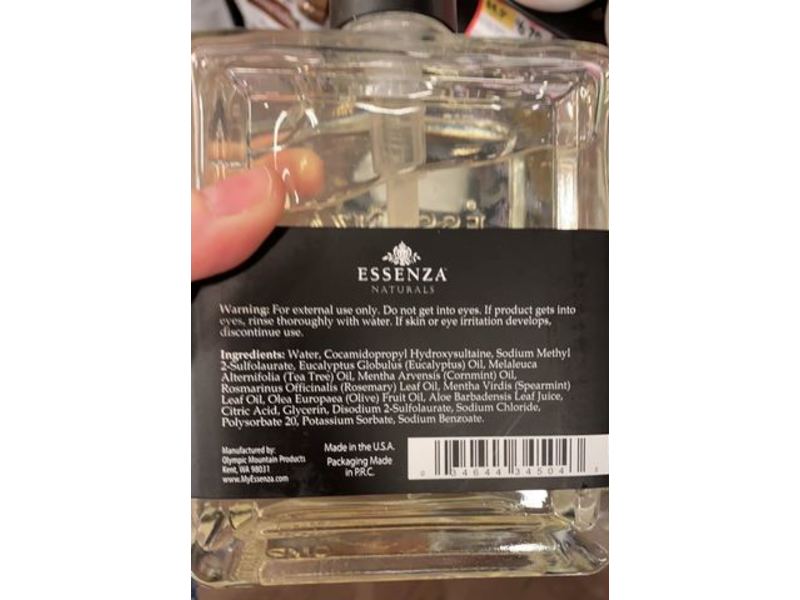 ESSENZA
NATURALS
Warning: For external use only. Do not get into eyes. If product gets into
eyes, rinse thoroughly with water. If skin or eye irritation develops,
discontinue use.
Ingredients: Water, Cocamidopropyl Hydroxysultaine, Sodium Methyl
2-Sulfolaurate, Eucalyptus Globulus (Eucalyptus) Oil, Melaleuca
Alternifolia (Tea Tree) Oil, Mentha Arvensis (Cornmint) Oil,
Rosmarinus Officinalis (Rosemary) Leaf Oil, Mentha Virdis (Spearmint)
Leaf Oil, Olea Europaea (Olive) Fruit Oil, Aloe Barbadensis Leaf Juice,
Citric Acid, Glycerin, Disodium 2-Sulfolaurate, Sodium Chloride,
Polysorbate 20, Potassium Sorbate, Sodium Benzoate.
Manufactured by:
Olympic Mountain Products
Kent, WA 98031
www.MyEssenza.com
Made in the U.S.A.
Packaging Made
in P.R.C.
0 34644 34504